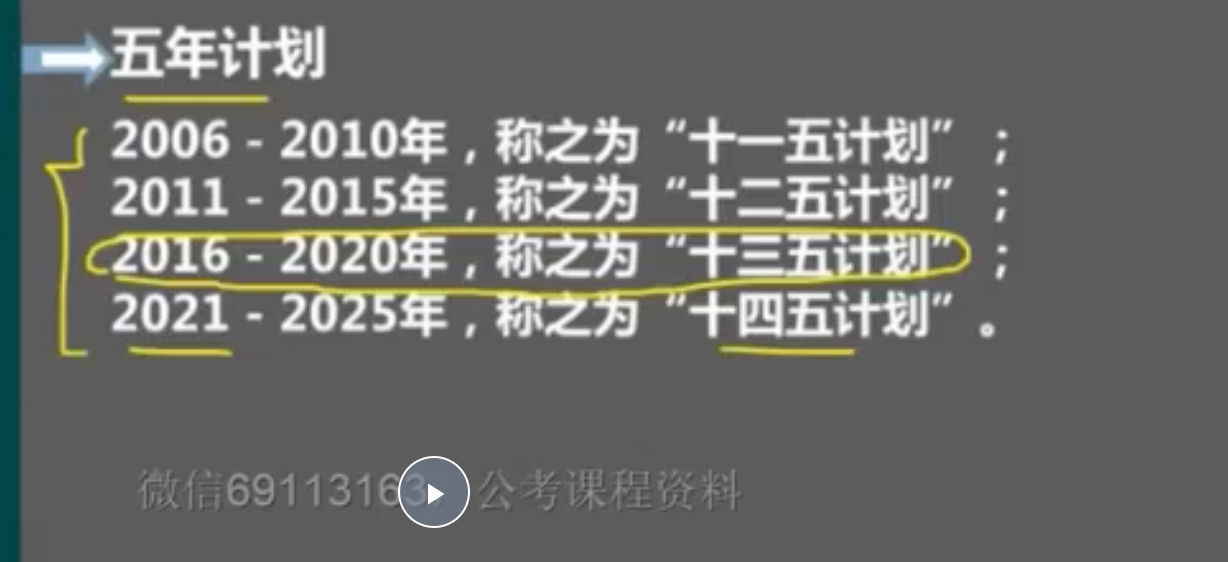 五年计划
2006 - 2010年，称之为“十一五计划”；
2011 - 2015年，称之为“十二五计划”；
2016 - 2020年，称之为“十三五计划”；
2021 - 2025年，称之为“十四五计划”。
微信6911316 公考课程资料